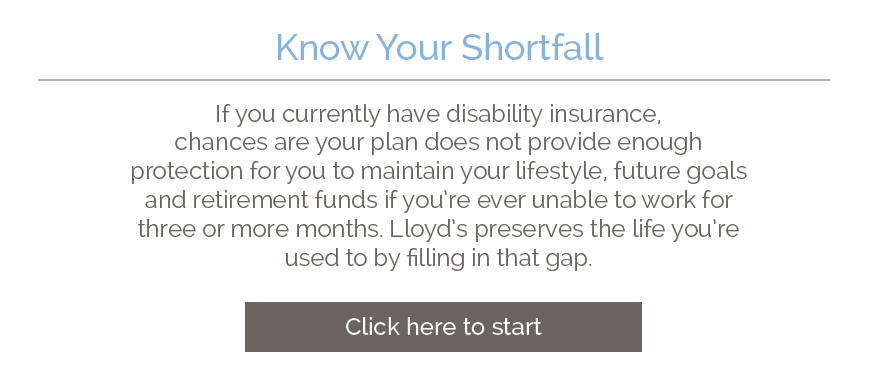 Know Your Shortfall
If you currently have disability insurance,
chances are your plan does not provide enough
protection for you to maintain your lifestyle, future goals
and retirement funds if you're ever unable to work for
three or more months. Lloyd's preserves the life you're
used to by filling in that gap.
Click here to start